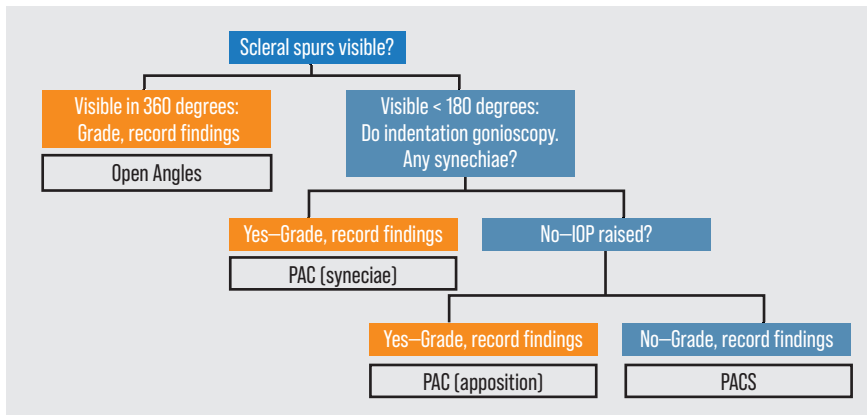 Scleral spurs visible?
Visible in 360 degrees:
Grade, record findings
Open Angles
Visible < 180 degrees:
Do indentation gonioscopy.
Any synechiae?
Yes—Grade, record findings
PAC (syneciae)
No—IOP raised?
Yes—Grade, record findings
PAC (apposition)
No—Grade, record findings
PACS